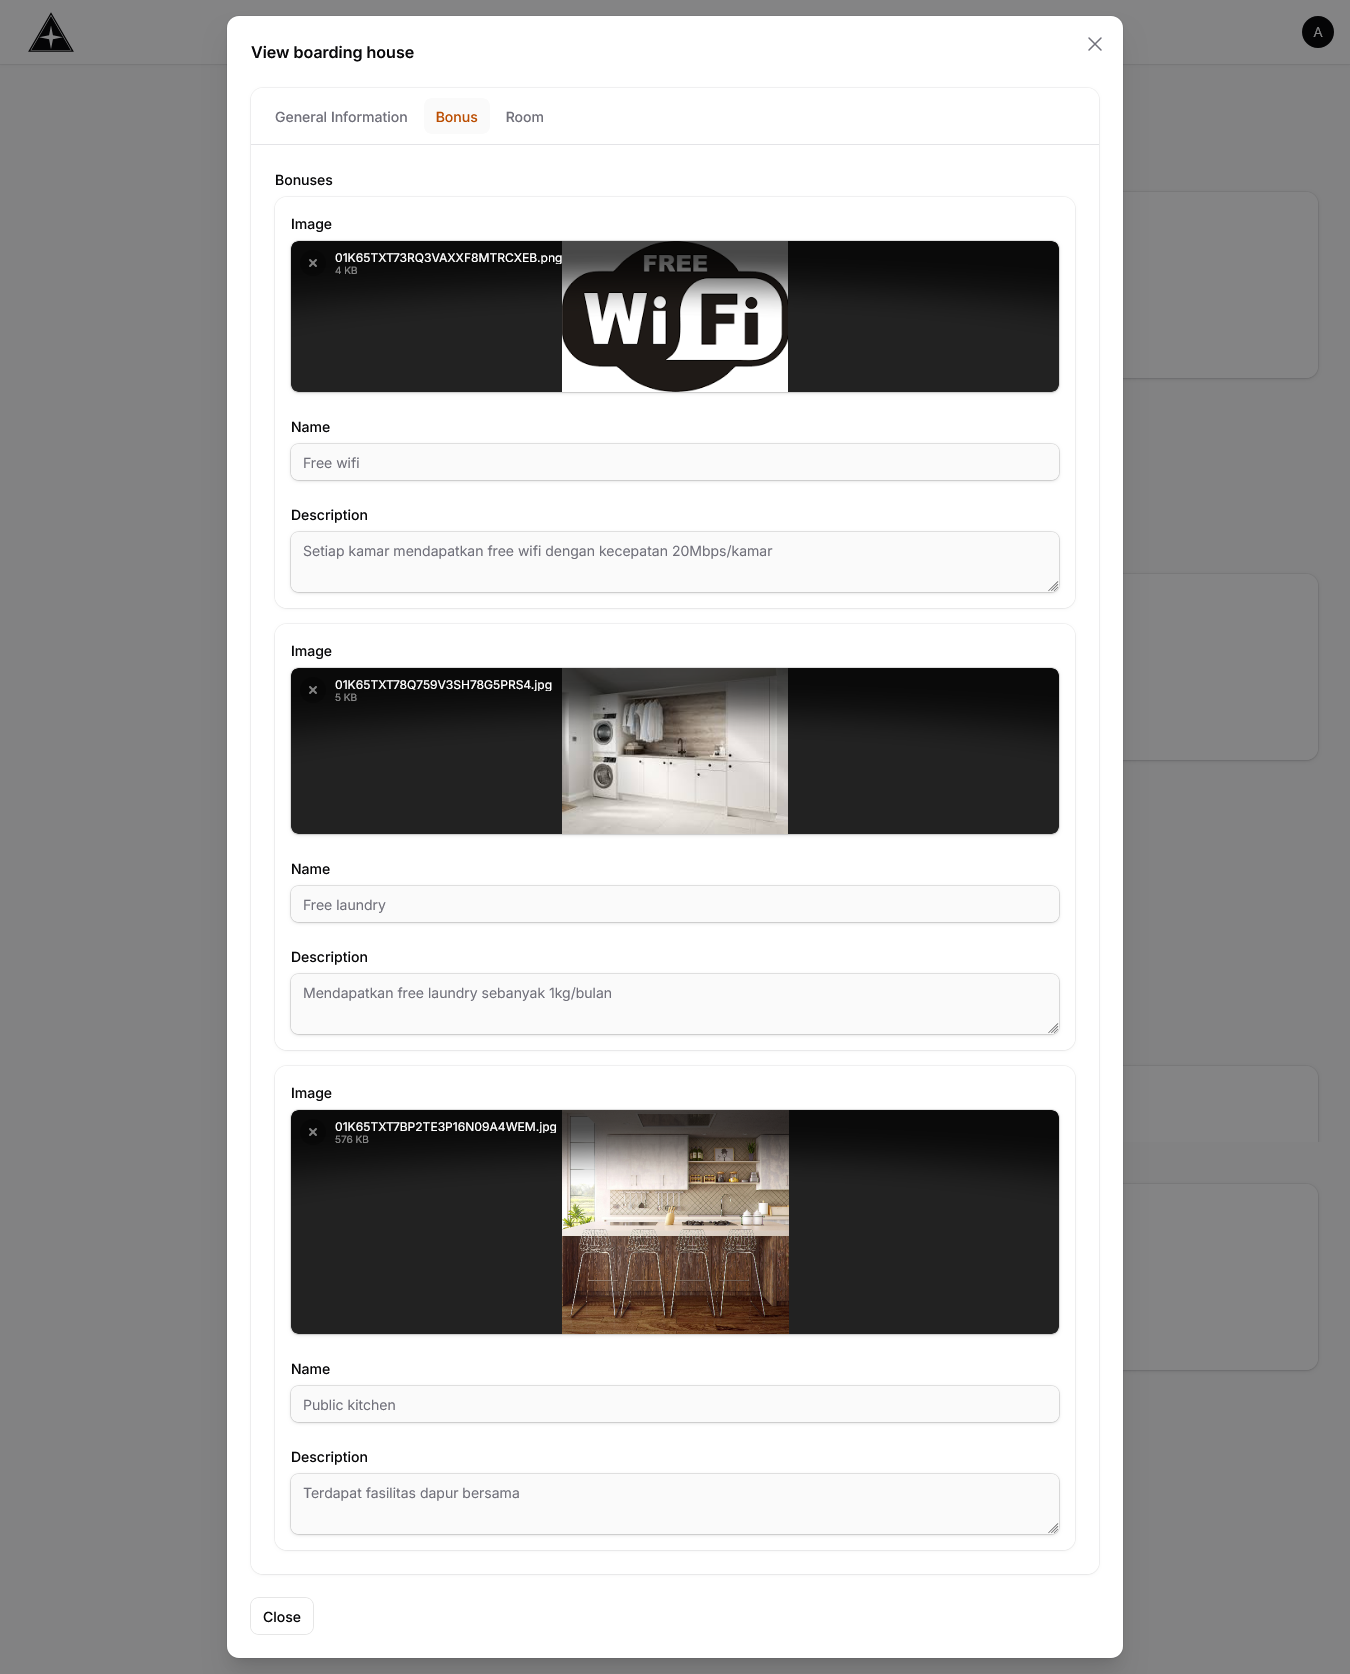 A
View boarding house
General Information
Bonus
Room
Bonuses
Image
01K65TXT73RQ3VAXXF8MTRCXEB.png
4 KB
FREE
Wi Fi
Name
Free wifi
Description
Setiap kamar mendapatkan free wifi dengan kecepatan 20Mbps/kamar
Image
01K65TXT78Q759V3SH78G5PRS4.jpg
5 KB
Name
Free laundry
Description
Mendapatkan free laundry sebanyak 1kg/bulan
Image
01K65TXT7BP2TE3P16N09A4WEM.jpg
576 KB
Name
Public kitchen
Description
Terdapat fasilitas dapur bersama
Close